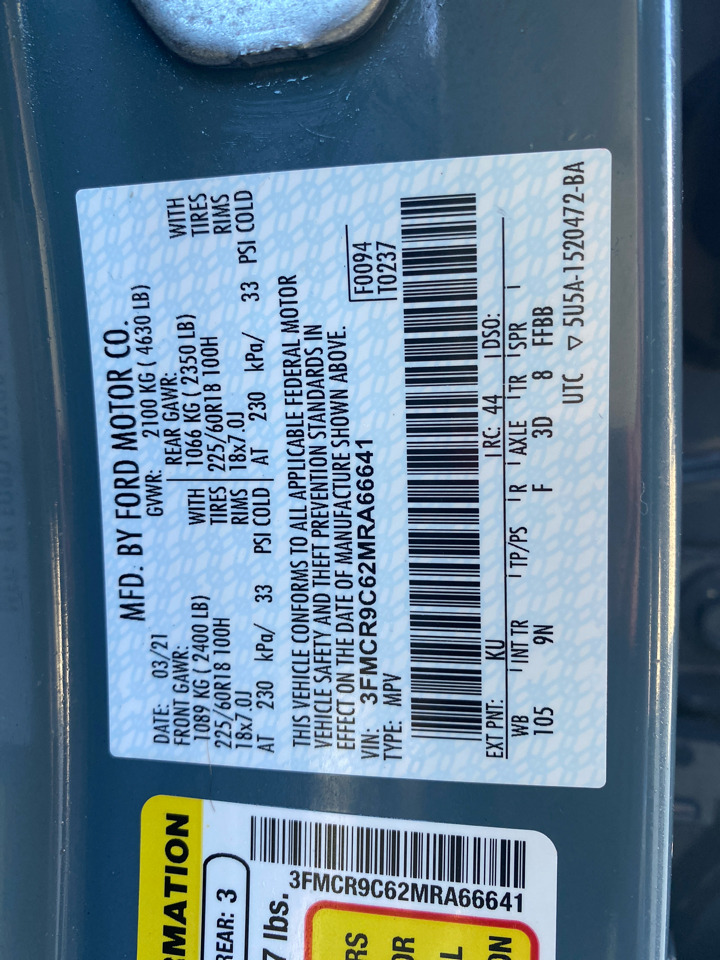 MFD. BY FORD MOTOR CO.
DATE: 03/21 GVWR: 2100 KG ( 4630 LB)
FRONT GAWR: REAR GAWR:
1089 KG ( 2400 LB) WITH 1066 KG ( 2350 LB) WITH
225/60R18 100H TIRES 225/60R18 100H TIRES
18x7.0J RIMS 18x7.0J RIMS
AT 230 kPa/ 33 PSI COLD AT 230 kPa/ 33 PSI COLD
THIS VEHICLE CONFORMS TO ALL APPLICABLE FEDERAL MOTOR
VEHICLE SAFETY AND THEFT PREVENTION STANDARDS IN
EFFECT ON THE DATE OF MANUFACTURE SHOWN ABOVE.
VIN: 3FMCR9C62MRA66641 F0094
TYPE: MPV T0237
EXT PNT: KU RC: 44 DSO:
WB INT TR TP/PS R AXLE TR SPR
105 9N F 3D 8 FFBB
UTC ▽ 5U5A-1520472-BA
RMATION
REAR: 3
7 lbs.
3FMCR9C62MRA66641
RS
OR
L
ON